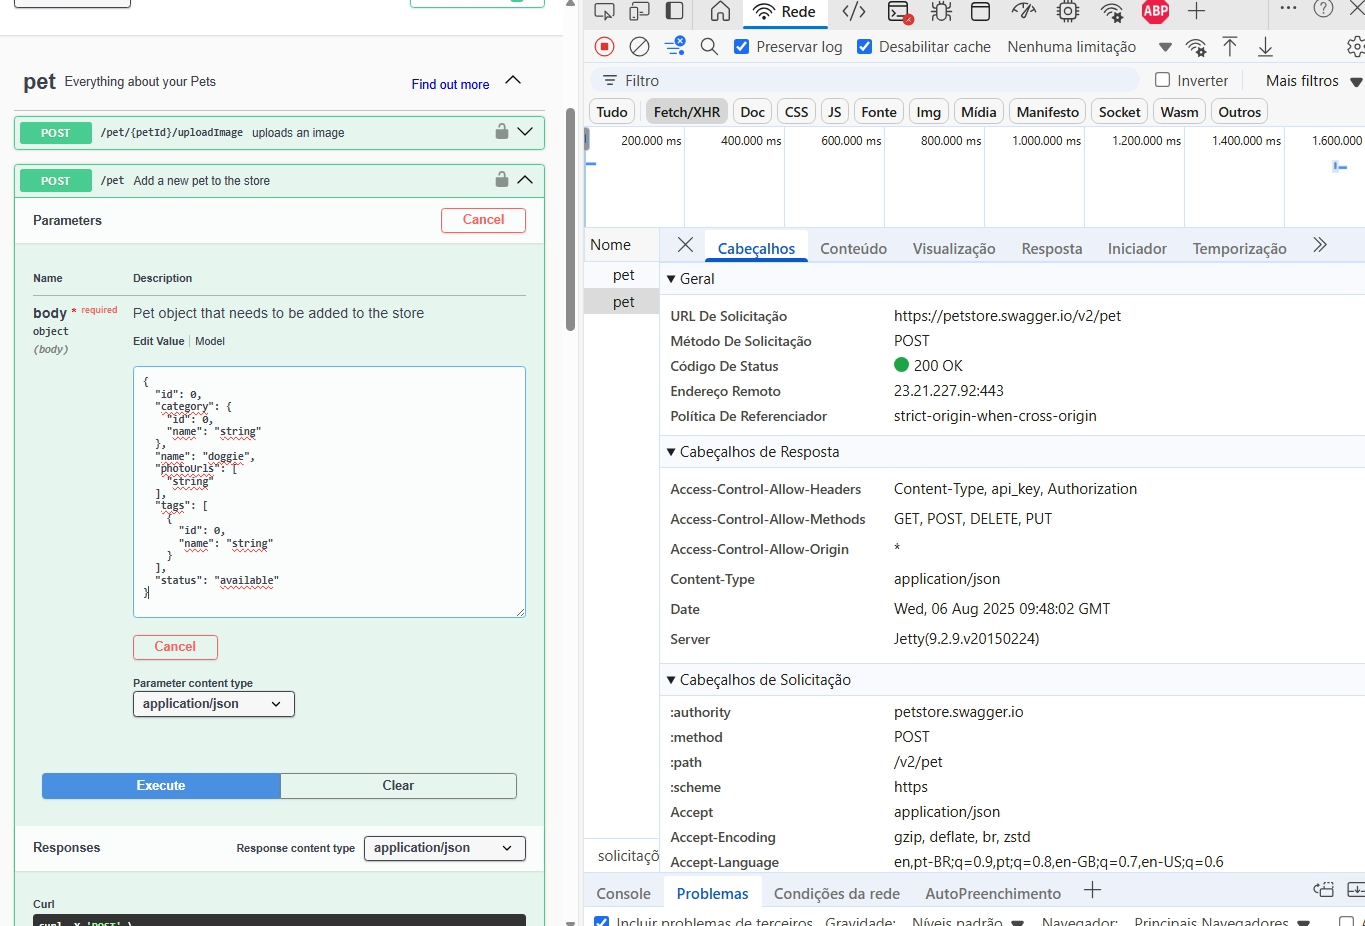 pet Everything about your Pets Find out more
POST /pet/{petId}/uploadImage uploads an image
POST /pet Add a new pet to the store
Parameters Cancel
Name Description
body * required Pet object that needs to be added to the store
object
(body)
Edit Value Model
{
"id": 0,
"category": {
"id": 0,
"name": "string"
},
"name": "doggie",
"photoUrls": [
"string"
],
"tags": [
{
"id": 0,
"name": "string"
}
],
"status": "available"
}
Cancel
Parameter content type
application/json
Execute Clear
Responses Response content type application/json
Curl
curl -X 'POST' \
Rede ABP
Preservar log Desabilitar cache Nenhuma limitação
Filtro Inverter Mais filtros
Tudo Fetch/XHR Doc CSS JS Fonte Img Mídia Manifesto Socket Wasm Outros
200.000 ms 400.000 ms 600.000 ms 800.000 ms 1.000.000 ms 1.200.000 ms 1.400.000 ms 1.600.000
Nome Cabeçalhos Conteúdo Visualização Resposta Iniciador Temporização
pet
pet
Geral
URL De Solicitação https://petstore.swagger.io/v2/pet
Método De Solicitação POST
Código De Status 200 OK
Endereço Remoto 23.21.227.92:443
Política De Referenciador strict-origin-when-cross-origin
Cabeçalhos de Resposta
Access-Control-Allow-Headers Content-Type, api_key, Authorization
Access-Control-Allow-Methods GET, POST, DELETE, PUT
Access-Control-Allow-Origin *
Content-Type application/json
Date Wed, 06 Aug 2025 09:48:02 GMT
Server Jetty(9.2.9.v20150224)
Cabeçalhos de Solicitação
:authority petstore.swagger.io
:method POST
:path /v2/pet
:scheme https
Accept application/json
Accept-Encoding gzip, deflate, br, zstd
Accept-Language en,pt-BR;q=0.9,pt;q=0.8,en-GB;q=0.7,en-US;q=0.6
solicitaçõ
Console Problemas Condições da rede AutoPreenchimento
Incluir problemas de terceiros Gravidade: Níveis padrão Navegador: Principais Navegadores